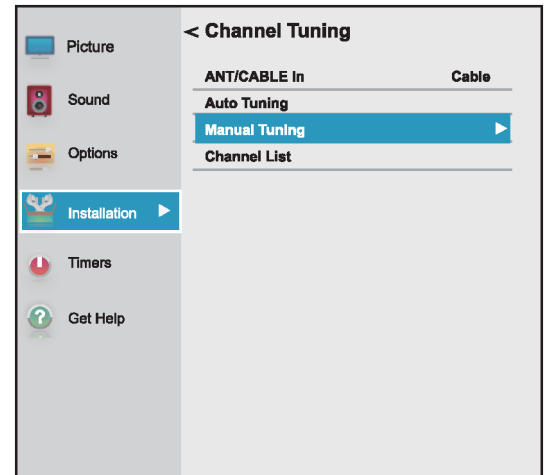 Picture
Sound
Options
Installation
Timers
Get Help
< Channel Tuning
ANT/CABLE In Cable
Auto Tuning
Manual Tuning
Channel List